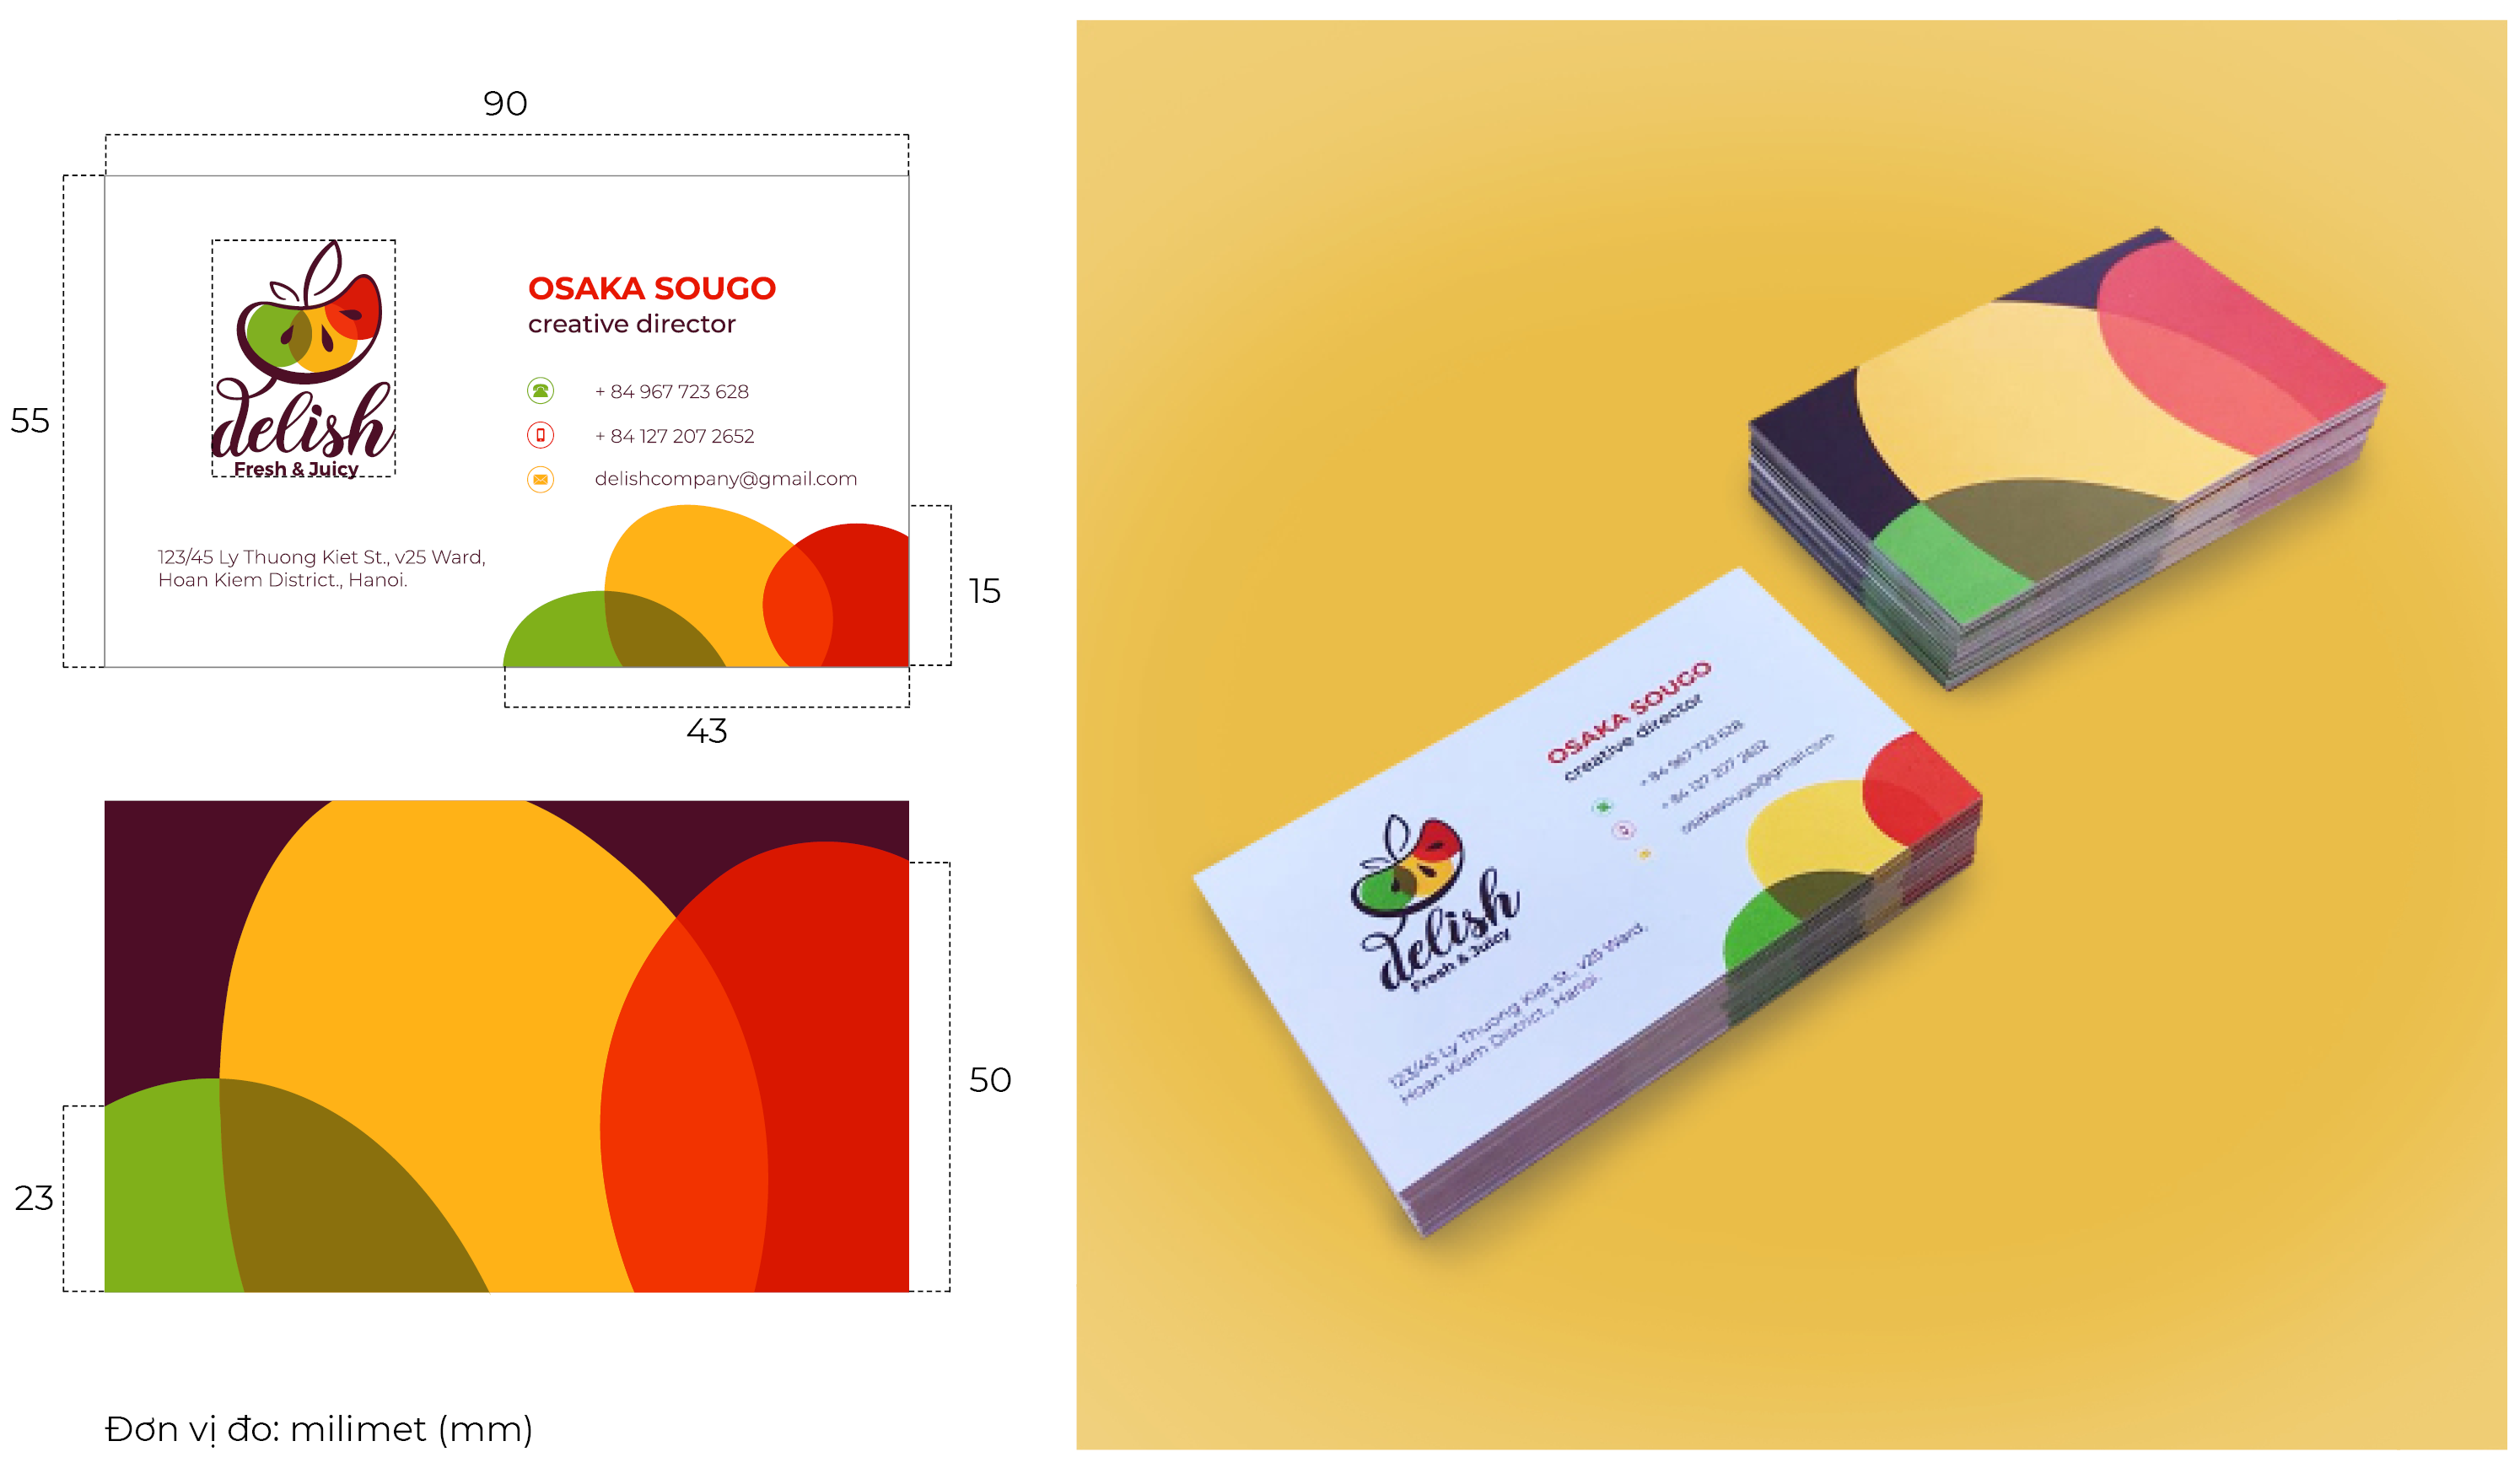 90
55
delish
Fresh & Juicy
OSAKA SOUGO
creative director
+ 84 967 723 628
+ 84 127 207 2652
delishcompany@gmail.com
123/45 Ly Thuong Kiet St., v25 Ward,
Hoan Kiem District., Hanoi.
15
43
50
23
Đơn vị đo: milimet (mm)
OSAKA SOUGO
creative director
+ 84 967 723 628
+ 84 127 207 2652
osakasougo@gmail.com
delish
Fresh & Juicy
123/45 Ly Thuong Kiet St., v25 Ward,
Hoan Kiem District., Hanoi.